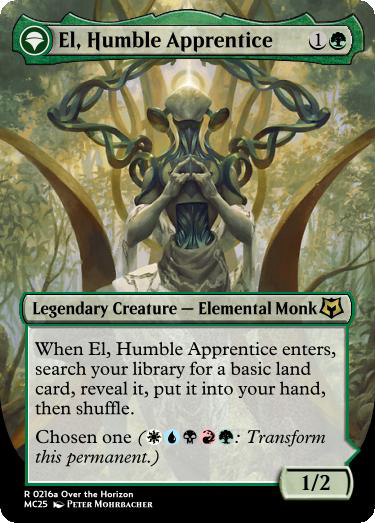 El, Humble Apprentice 1
Legendary Creature — Elemental Monk
When El, Humble Apprentice enters,
search your library for a basic land
card, reveal it, put it into your hand,
then shuffle.
Chosen one (: Transform
this permanent.)
1/2
R 0216a Over the Horizon
MC25 Peter Mohrbacher